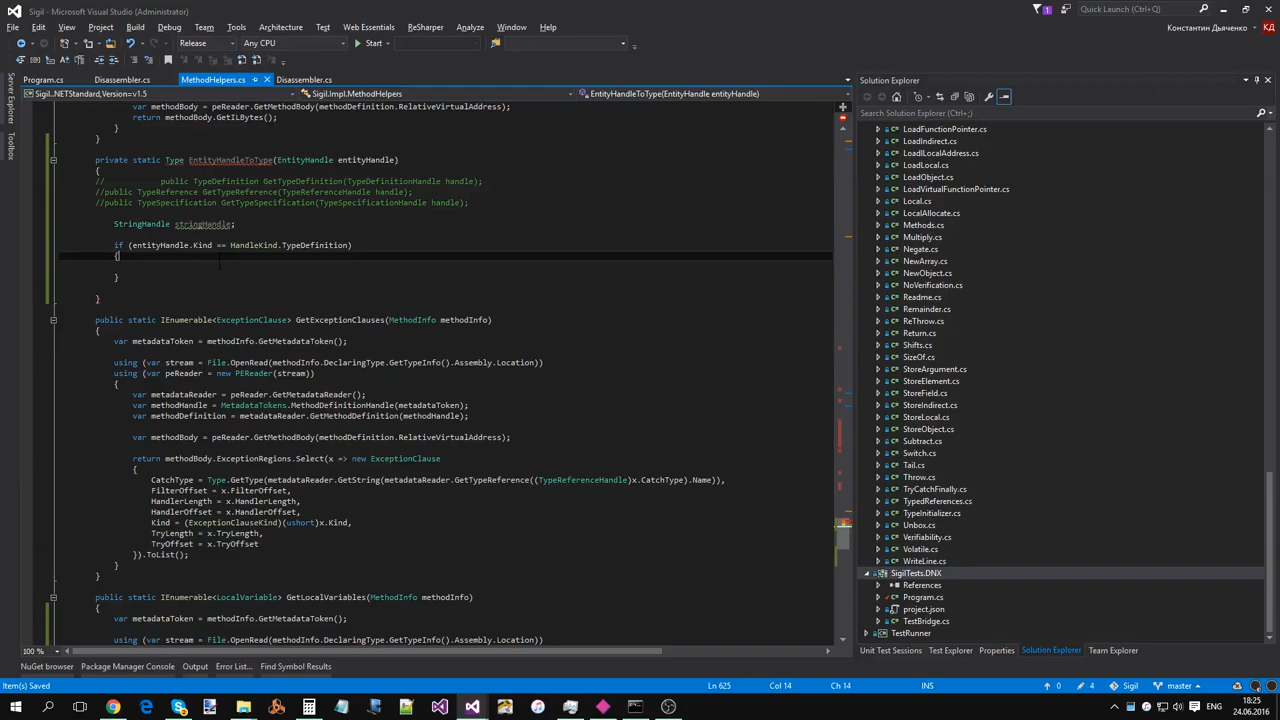 Sigil - Microsoft Visual Studio (Administrator)
1
Quick Launch (Ctrl+;)
File Edit View Project Build Debug Team Tools Architecture Test Web Essentials ReSharper Analyze Window Help
Константин Дьяченко КД
Release Any CPU Start
Server Explorer
Toolbox
Program.cs Disassembler.cs MethodHelpers.cs Disassembler.cs
Sigil..NETStandard,Version=v1.5 Sigil.Impl.MethodHelpers EntityHandleToType(EntityHandle entityHandle)
var methodBody = peReader.GetMethodBody(methodDefinition.RelativeVirtualAddress);
return methodBody.GetILBytes();
}
}
private static Type EntityHandleToType(EntityHandle entityHandle)
{
// public TypeDefinition GetTypeDefinition(TypeDefinitionHandle handle);
//public TypeReference GetTypeReference(TypeReferenceHandle handle);
//public TypeSpecification GetTypeSpecification(TypeSpecificationHandle handle);
StringHandle stringHandle;
if (entityHandle.Kind == HandleKind.TypeDefinition)
{
}
}
public static IEnumerable<ExceptionClause> GetExceptionClauses(MethodInfo methodInfo)
{
var metadataToken = methodInfo.GetMetadataToken();
using (var stream = File.OpenRead(methodInfo.DeclaringType.GetTypeInfo().Assembly.Location))
using (var peReader = new PEReader(stream))
{
var metadataReader = peReader.GetMetadataReader();
var methodHandle = MetadataTokens.MethodDefinitionHandle(metadataToken);
var methodDefinition = metadataReader.GetMethodDefinition(methodHandle);
var methodBody = peReader.GetMethodBody(methodDefinition.RelativeVirtualAddress);
return methodBody.ExceptionRegions.Select(x => new ExceptionClause
{
CatchType = Type.GetType(metadataReader.GetString(metadataReader.GetTypeReference((TypeReferenceHandle)x.CatchType).Name)),
FilterOffset = x.FilterOffset,
HandlerLength = x.HandlerLength,
HandlerOffset = x.HandlerOffset,
Kind = (ExceptionClauseKind)(ushort)x.Kind,
TryLength = x.TryLength,
TryOffset = x.TryOffset
}).ToList();
}
}
public static IEnumerable<LocalVariable> GetLocalVariables(MethodInfo methodInfo)
{
var metadataToken = methodInfo.GetMetadataToken();
using (var stream = File.OpenRead(methodInfo.DeclaringType.GetTypeInfo().Assembly.Location))
100 %
Solution Explorer
Search Solution Explorer (Ctrl+;)
LoadFunctionPointer.cs
LoadIndirect.cs
LoadLocalAddress.cs
LoadLocal.cs
LoadObject.cs
LoadVirtualFunctionPointer.cs
Local.cs
LocalAllocate.cs
Methods.cs
Multiply.cs
Negate.cs
NewArray.cs
NewObject.cs
NoVerification.cs
Readme.cs
Remainder.cs
ReThrow.cs
Return.cs
Shifts.cs
SizeOf.cs
StoreArgument.cs
StoreElement.cs
StoreField.cs
StoreIndirect.cs
StoreLocal.cs
StoreObject.cs
Subtract.cs
Switch.cs
Tail.cs
Throw.cs
TryCatchFinally.cs
TypedReferences.cs
TypeInitializer.cs
Unbox.cs
Verifiability.cs
Volatile.cs
WriteLine.cs
SigilTests.DNX
References
Program.cs
project.json
TestBridge.cs
TestRunner
Unit Test Sessions Test Explorer Properties Solution Explorer Team Explorer
NuGet browser Package Manager Console Output Error List... Find Symbol Results
Item(s) Saved Ln 625 Col 14 Ch 14 INS 0 4 Sigil master
18:25
24.06.2016